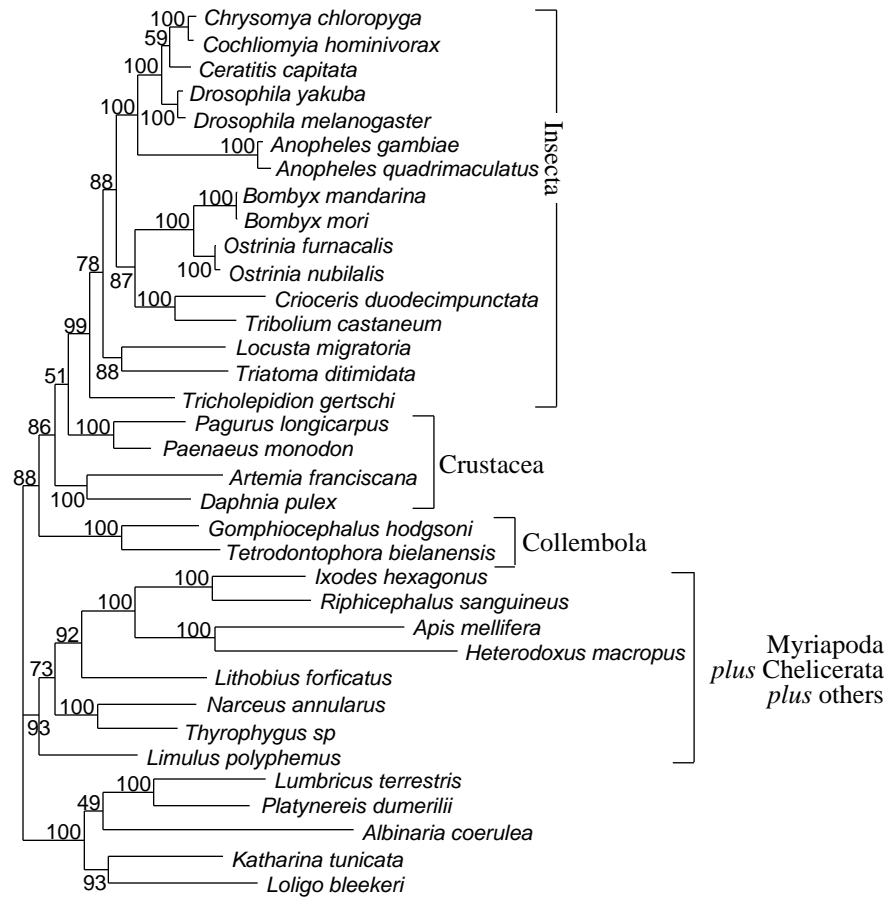 100
Chrysomya chloropyga
59
Cochliomyia hominivorax
100
Ceratitis capitata
100
Drosophila yakuba
100
Drosophila melanogaster
100
Anopheles gambiae
Anopheles quadrimaculatus
Insecta
88
100
Bombyx mandarina
100
Bombyx mori
Ostrinia furnacalis
78
87
100
Ostrinia nubilalis
100
Crioceris duodecimpunctata
99
Tribolium castaneum
Locusta migratoria
51
88
Triatoma ditimidata
Tricholepidion gertschi
86
100
Pagurus longicarpus
Paenaeus monodon
Crustacea
88
Artemia franciscana
100
Daphnia pulex
100
Gomphiocephalus hodgsoni
Collembola
Tetrodontophora bielanensis
100
Ixodes hexagonus
100
Riphicephalus sanguineus
92
100
Apis mellifera
Heterodoxus macropus
Myriapoda
plus Chelicerata
plus others
73
Lithobius forficatus
100
Narceus annularus
93
Thyrophygus sp
Limulus polyphemus
100
Lumbricus terrestris
49
Platynereis dumerilii
100
Albinaria coerulea
Katharina tunicata
93
Loligo bleekeri